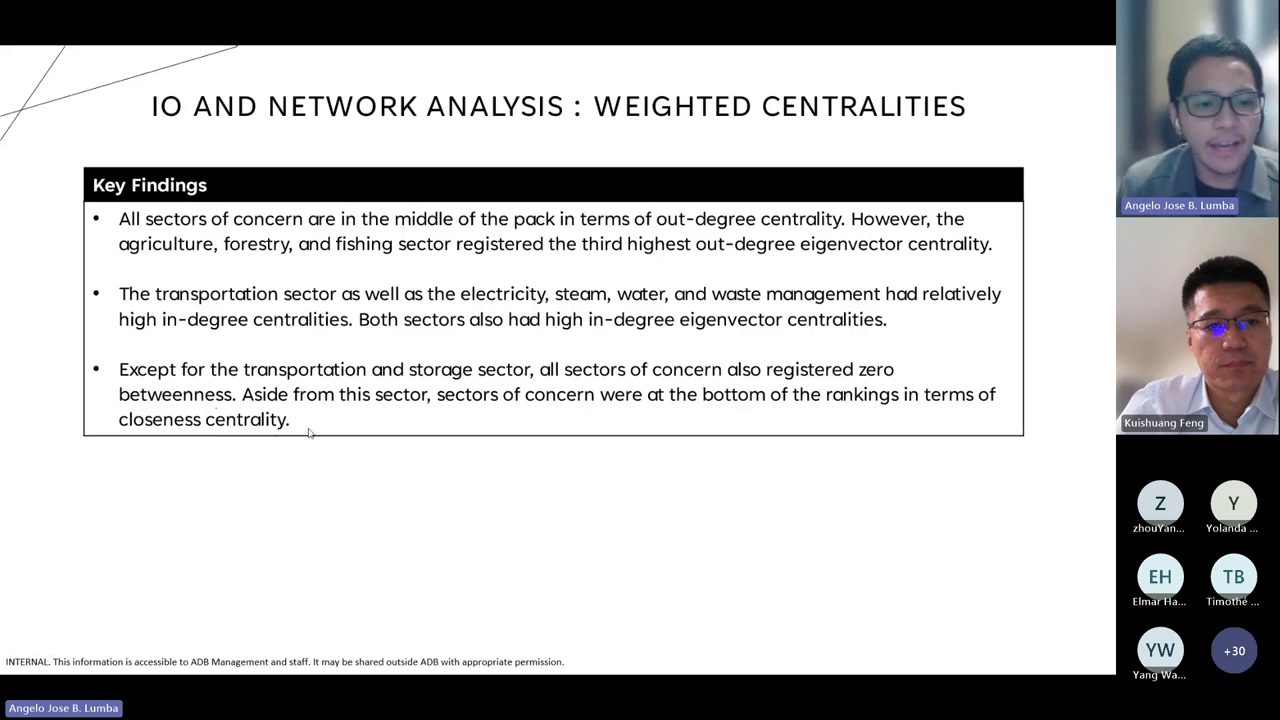 IO AND NETWORK ANALYSIS : WEIGHTED CENTRALITIES
Key Findings
• All sectors of concern are in the middle of the pack in terms of out-degree centrality. However, the
agriculture, forestry, and fishing sector registered the third highest out-degree eigenvector centrality.
• The transportation sector as well as the electricity, steam, water, and waste management had relatively
high in-degree centralities. Both sectors also had high in-degree eigenvector centralities.
• Except for the transportation and storage sector, all sectors of concern also registered zero
betweenness. Aside from this sector, sectors of concern were at the bottom of the rankings in terms of
closeness centrality.
INTERNAL. This information is accessible to ADB Management and staff. It may be shared outside ADB with appropriate permission.
Angelo Jose B. Lumba
Angelo Jose B. Lumba
Kuishuang Feng
Z
zhouYan...
Y
Yolanda ...
EH
Elmar Ha...
TB
Timothé ...
YW
Yang Wa...
+30